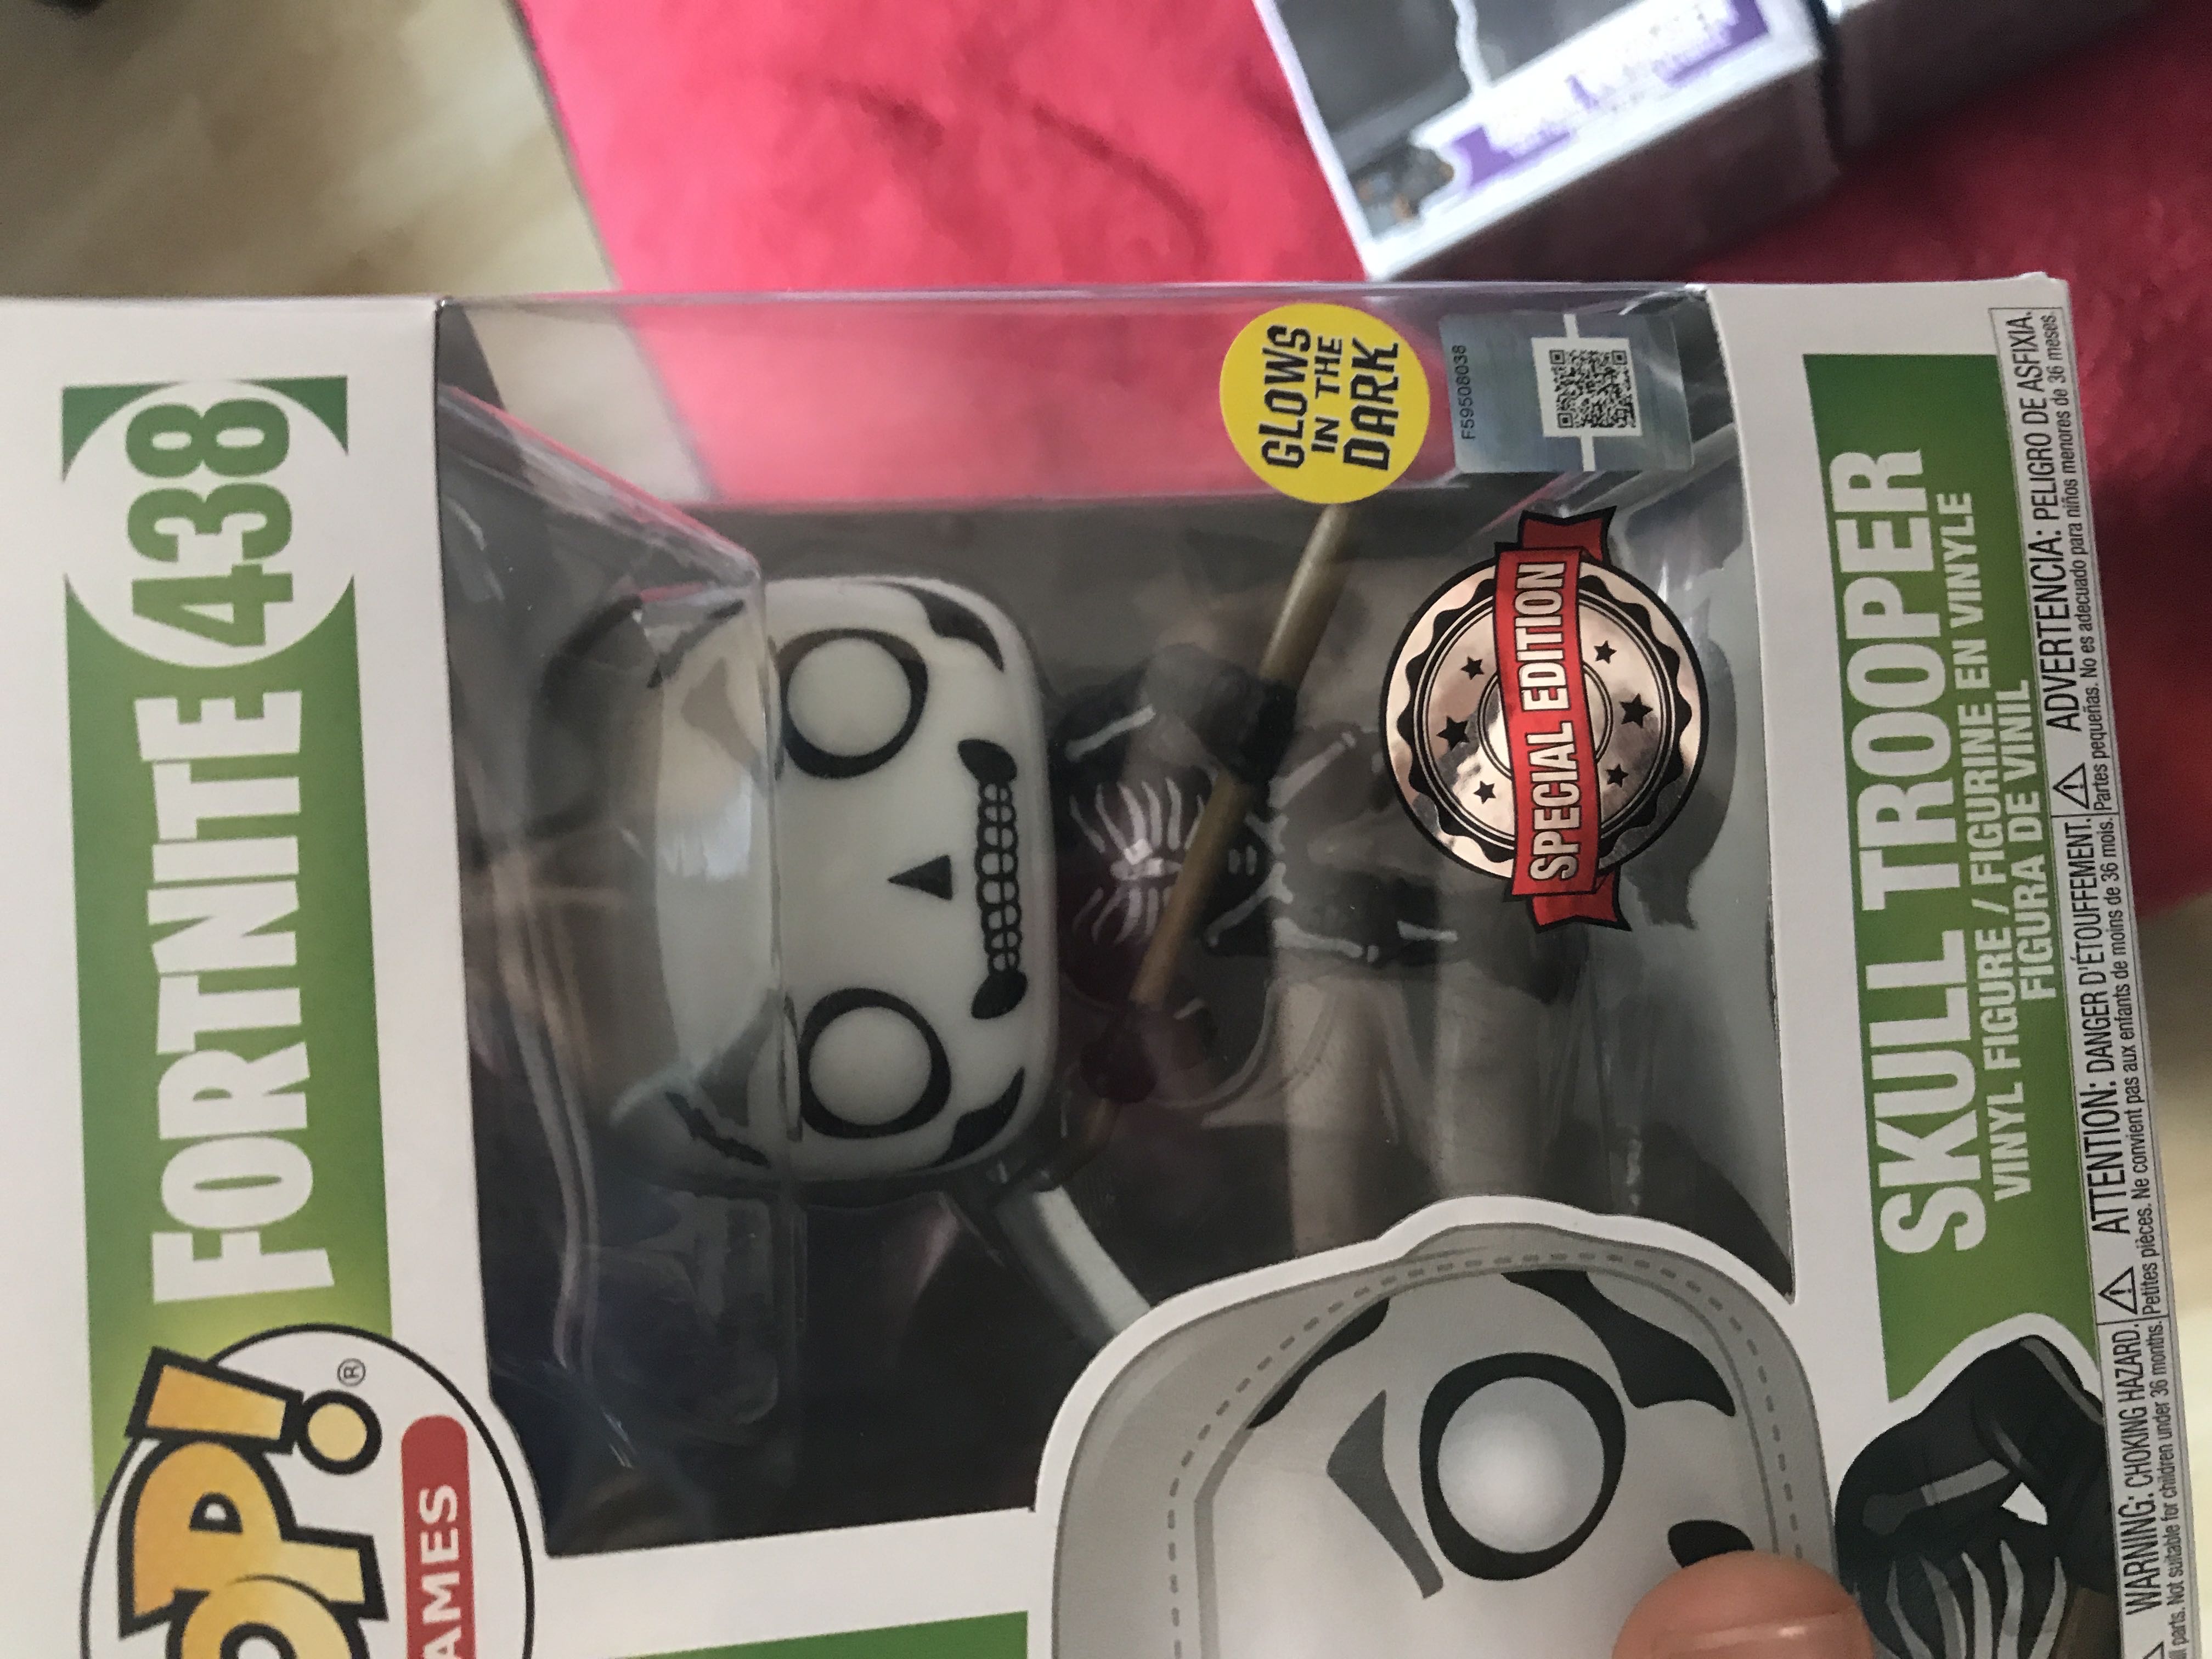 FORTNITE 438
POP!®
GAMES
GLOWS
IN THE
DARK
F59508038
SPECIAL EDITION
SKULL TROOPER
VINYL FIGURE / FIGURINE EN VINYLE
FIGURA DE VINIL
WARNING: CHOKING HAZARD.
parts. Not suitable for children under 36 months.
ATTENTION: DANGER D'ÉTOUFFEMENT.
Petites pièces. Ne convient pas aux enfants de moins de 36 mois.
ADVERTENCIA: PELIGRO DE ASFIXIA.
Partes pequeñas. No es adecuado para niños menores de 36 meses.